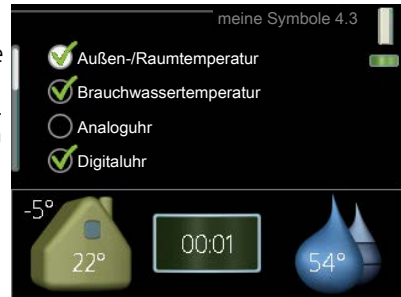 meine Symbole 4.3
Außen-/Raumtemperatur
Brauchwassertemperatur
Analoguhr
Digitaluhr
-5°
22°
00:01
54°